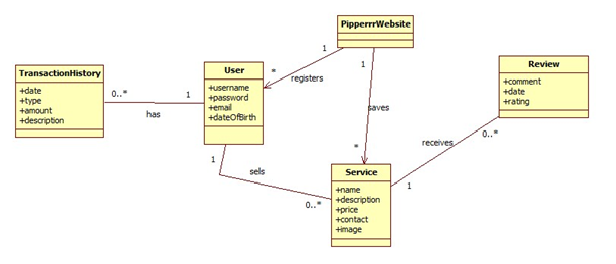 PipperrrWebsite
1
1
registers
*
saves
*
TransactionHistory
+date
+type
+amount
+description
0..*
1
has
User
+username
+password
+email
+dateOfBirth
1
sells
0..*
Review
+comment
+date
+rating
0..*
receives:
1
Service
+name
+description
+price
+contact
+image